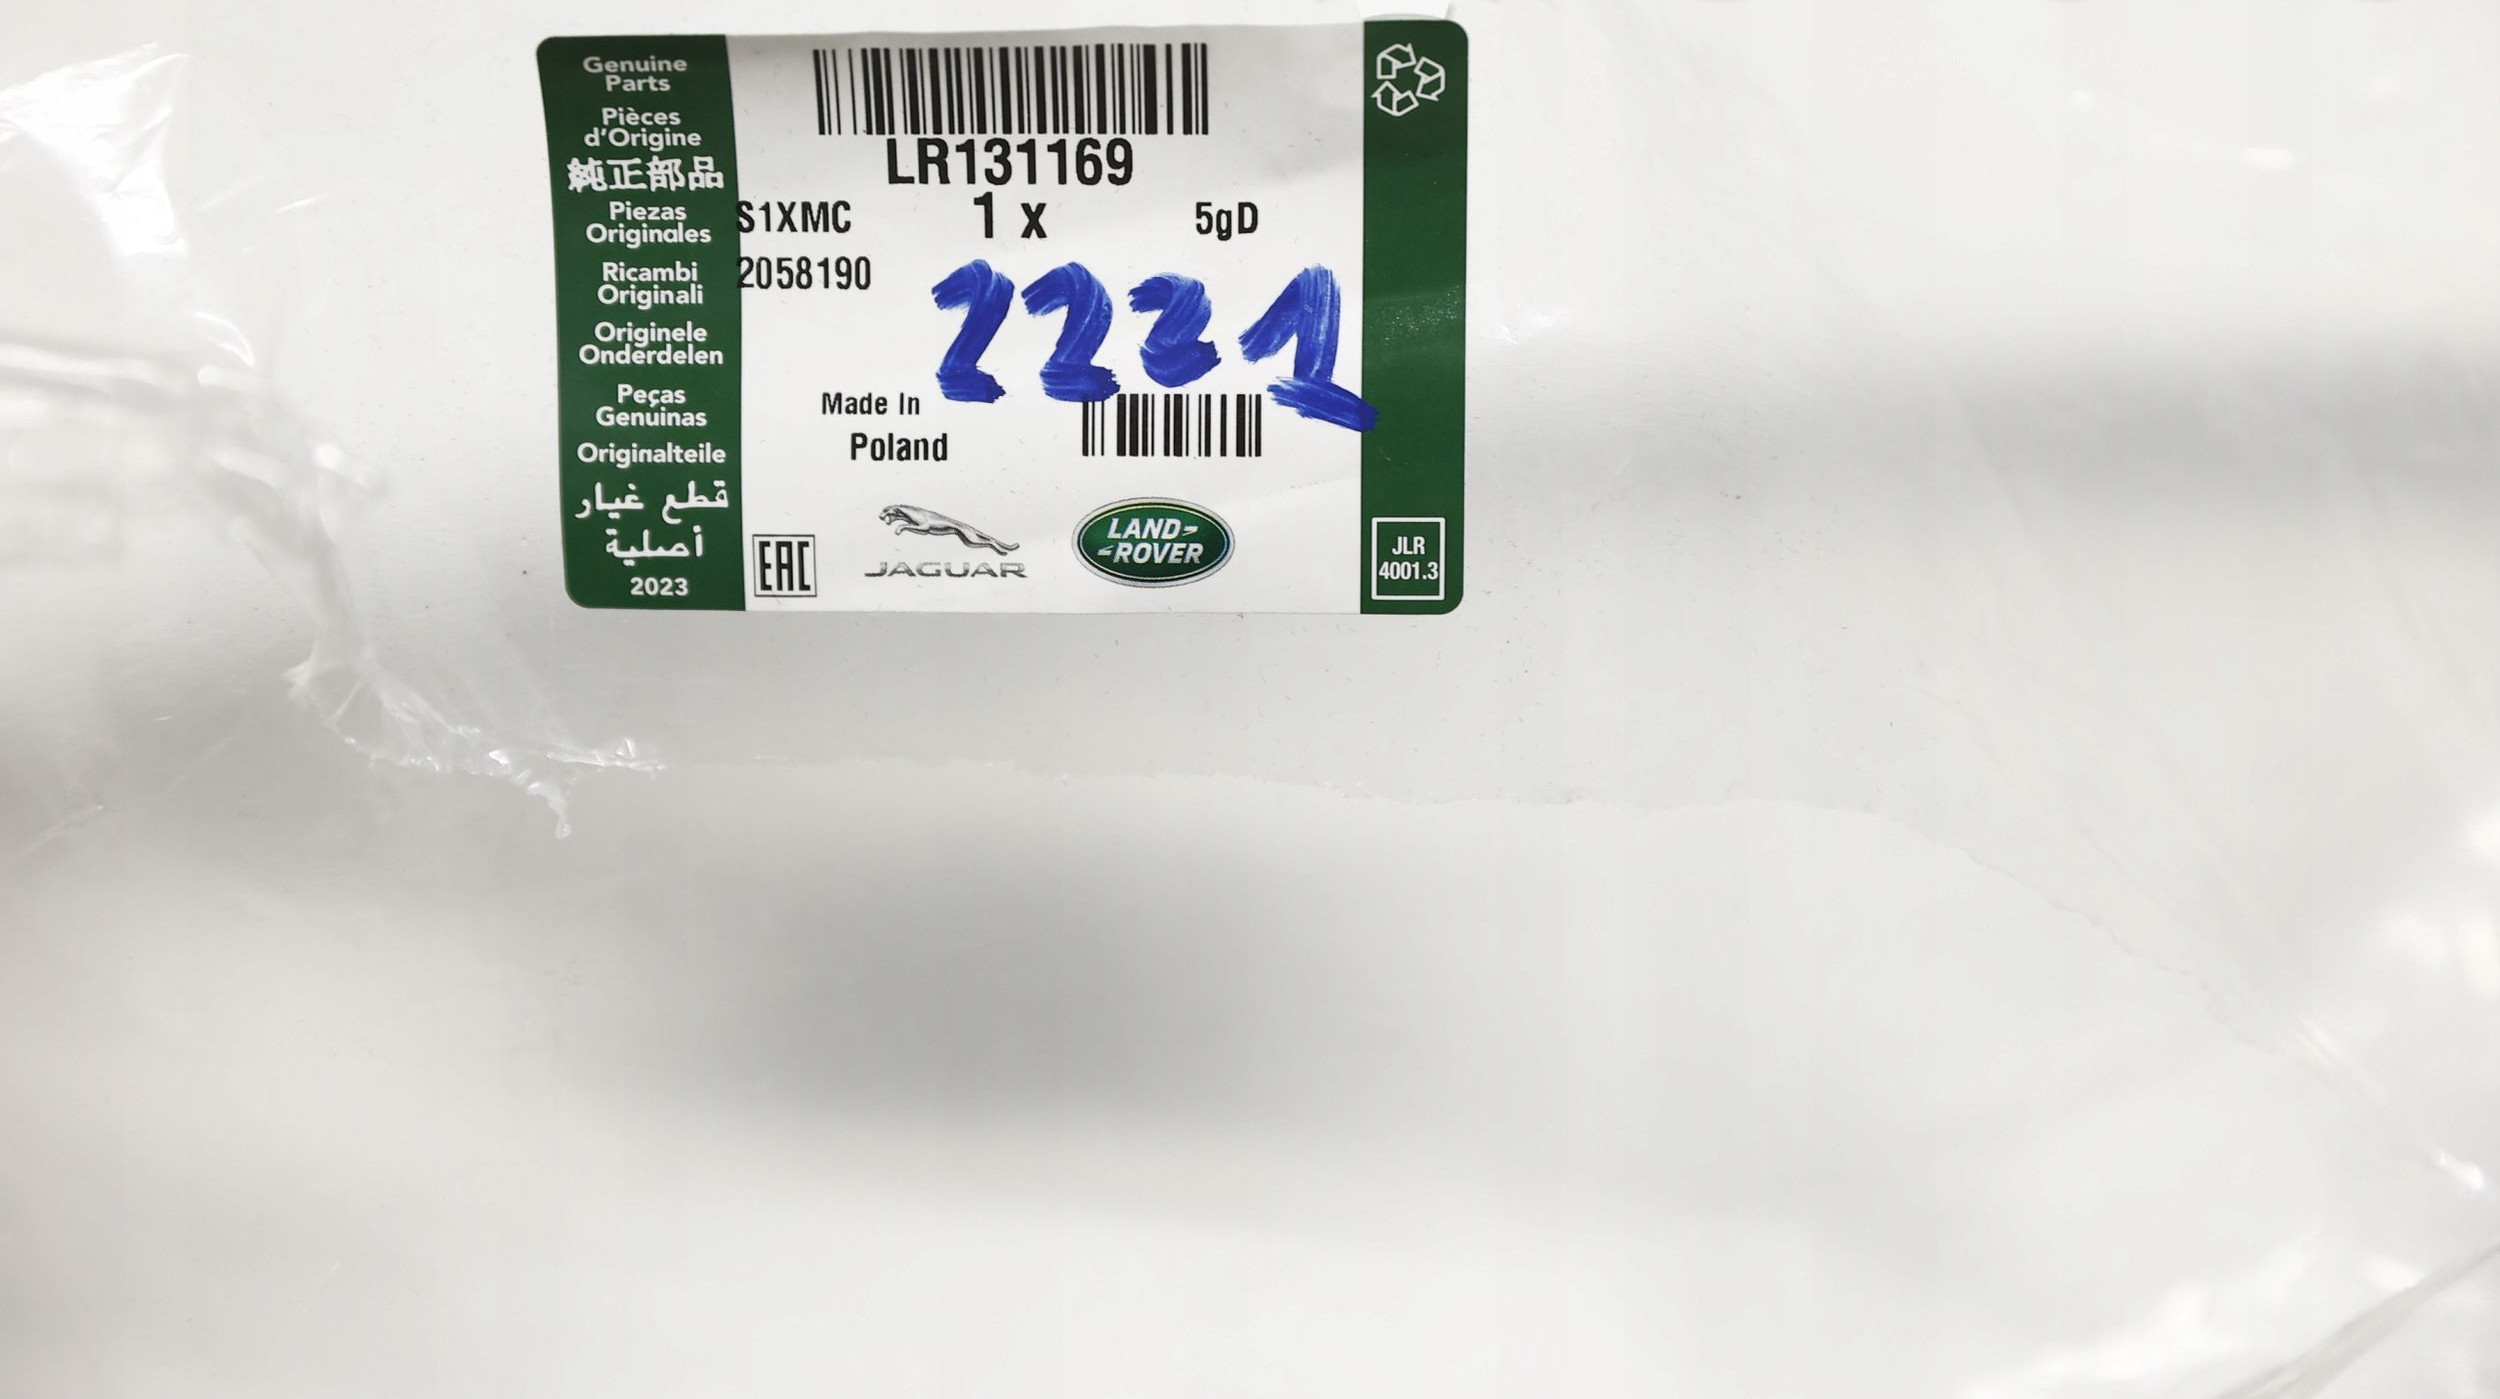 Genuine
Parts
Pièces
d'Origine
純正部品
Piezas
Originales
Ricambi
Originali
Originele
Onderdelen
Peças
Genuinas
Originalteile
قطع غيار
أصلية
2023
LR131169
S1XMC 1 x 5gD
2058190
2231
Made In
Poland
EAC
JAGUAR
LAND-
-ROVER
JLR
4001.3